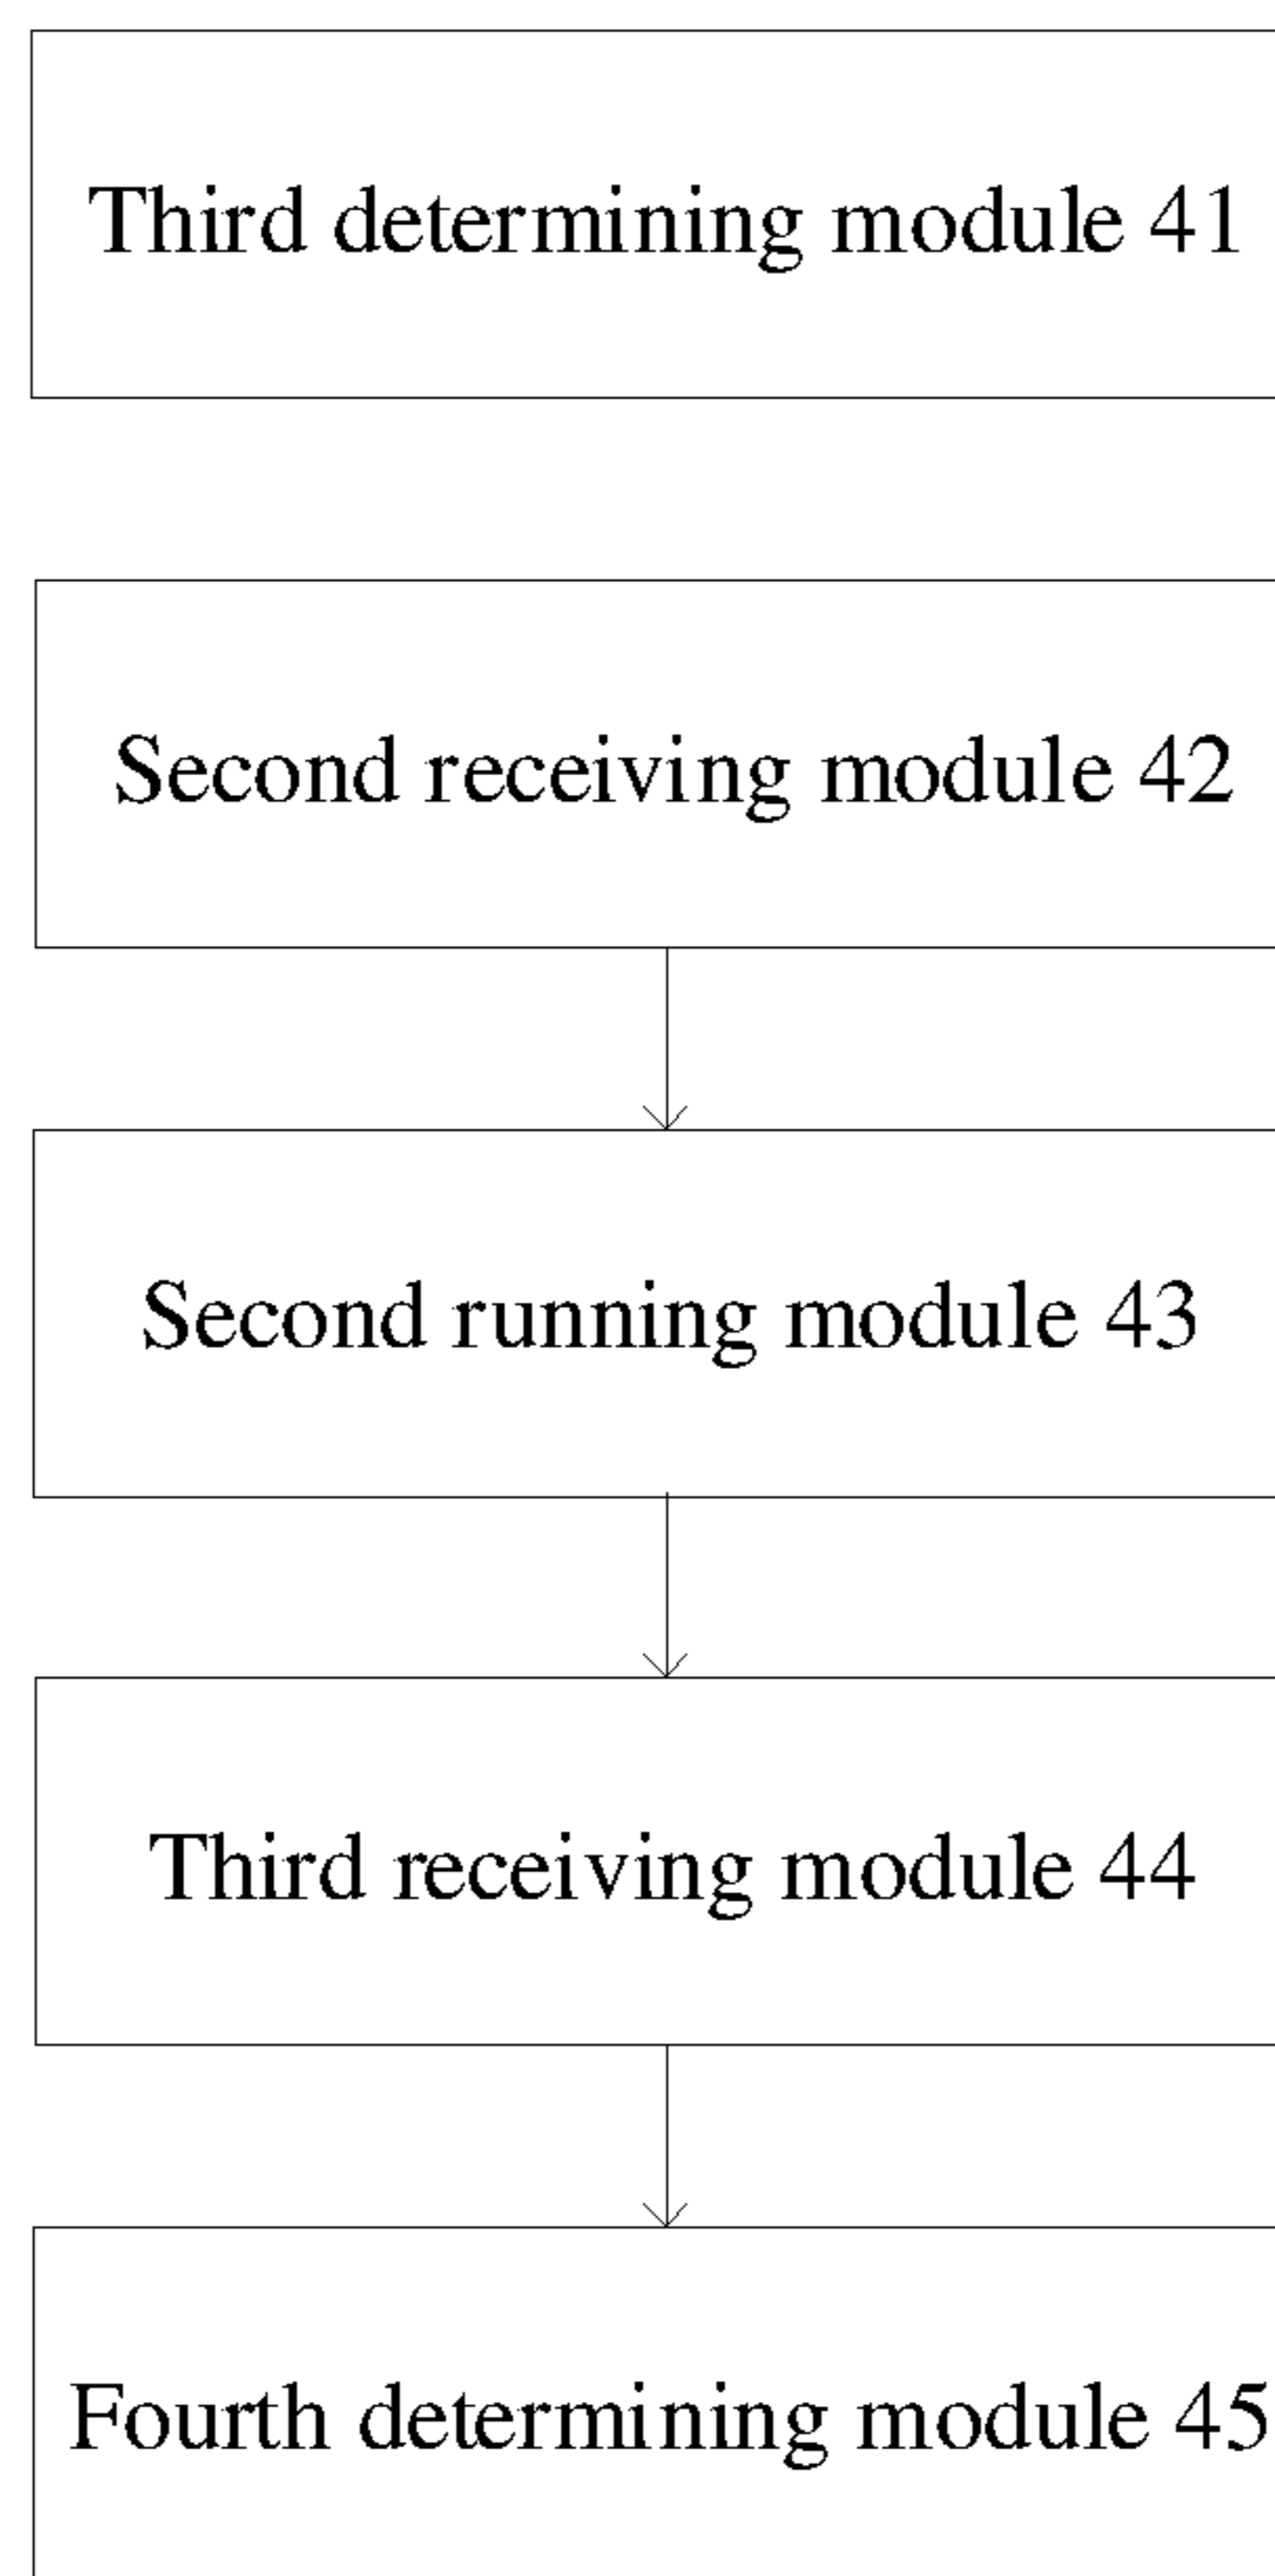 Third determining module 41
Second receiving module 42
Second running module 43
Third receiving module 44
Fourth determining module 45